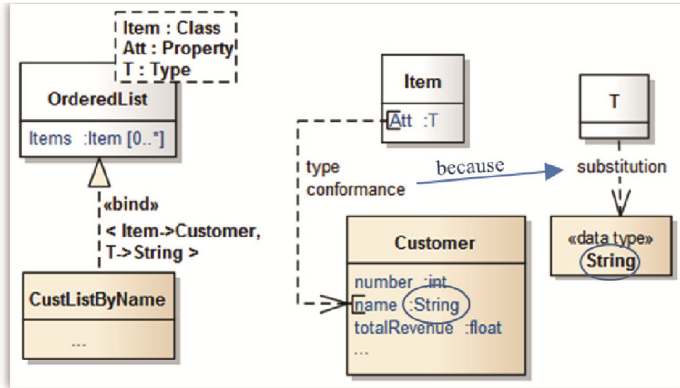 Item : Class
Att : Property
T : Type
OrderedList
Items :Item [0..*]
«bind»
< Item->Customer,
T->String >
CustListByName
...
Item
Att :T
type
conformance
because
T
substitution
«data type»
String
Customer
number :int
name :String
totalRevenue :float
...